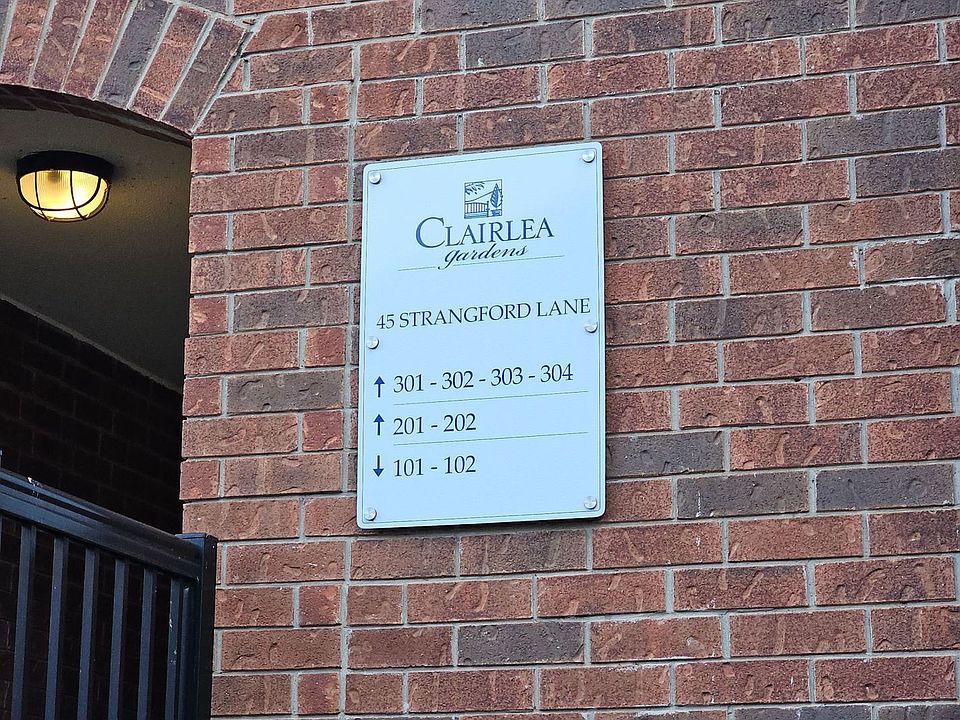 CLAIRLEA
gardens
45 STRANGFORD LANE
↑ 301 - 302 - 303 - 304
↑ 201 - 202
↓ 101 - 102